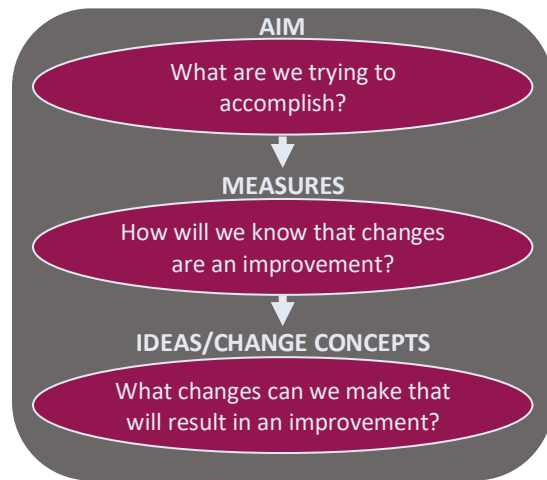 AIM
What are we trying to
accomplish?
MEASURES
How will we know that changes
are an improvement?
IDEAS/CHANGE CONCEPTS
What changes can we make that
will result in an improvement?